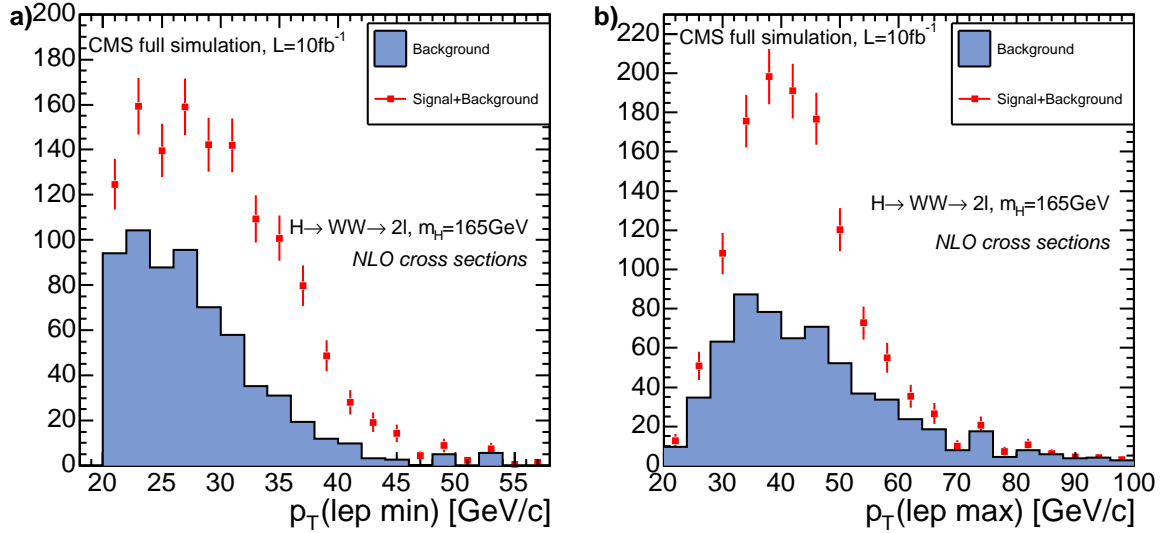 a)
CMS full simulation, L=10fb⁻¹
Background
Signal+Background
H→ WW→ 2l, m_H=165GeV
NLO cross sections
180
160
140
120
100
80
60
40
20
0
20 25 30 35 40 45 50 55
p_T(lep min) [GeV/c]
b)
CMS full simulation, L=10fb⁻¹
Background
Signal+Background
H→ WW→ 2l, m_H=165GeV
NLO cross sections
220
200
180
160
140
120
100
80
60
40
20
0
20 30 40 50 60 70 80 90 100
p_T(lep max) [GeV/c]